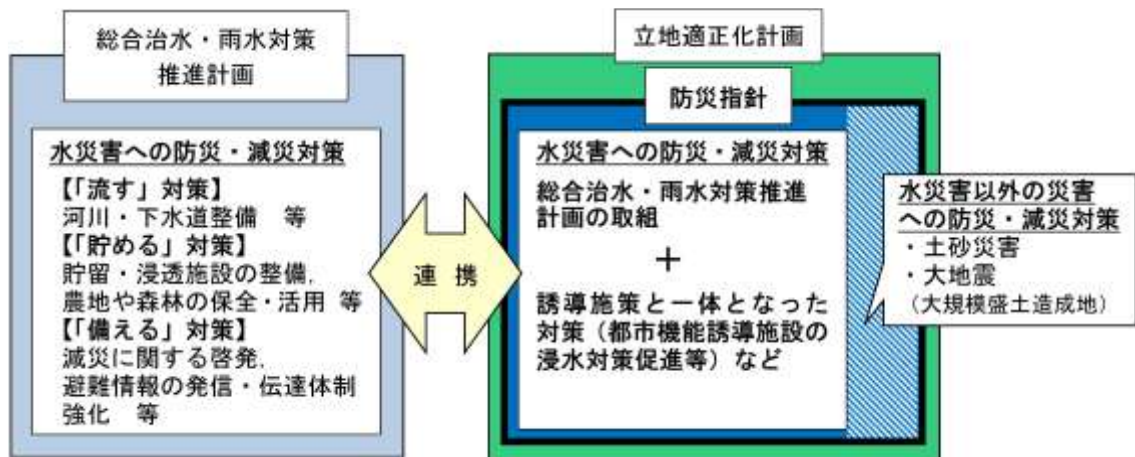 総合治水・雨水対策
推進計画
水災害への防災・減災対策
【「流す」対策】
河川・下水道整備　等
【「貯める」対策】
貯留・浸透施設の整備，
農地や森林の保全・活用 等
【「備える」対策】
減災に関する啓発，
避難情報の発信・伝達体制
強化　等
連 携
立地適正化計画
防災指針
水災害への防災・減災対策
総合治水・雨水対策推進
計画の取組
＋
誘導施策と一体となった
対策（都市機能誘導施設の
浸水対策促進等）など
水災害以外の災害
への防災・減災対策
・土砂災害
・大地震
（大規模盛土造成地）